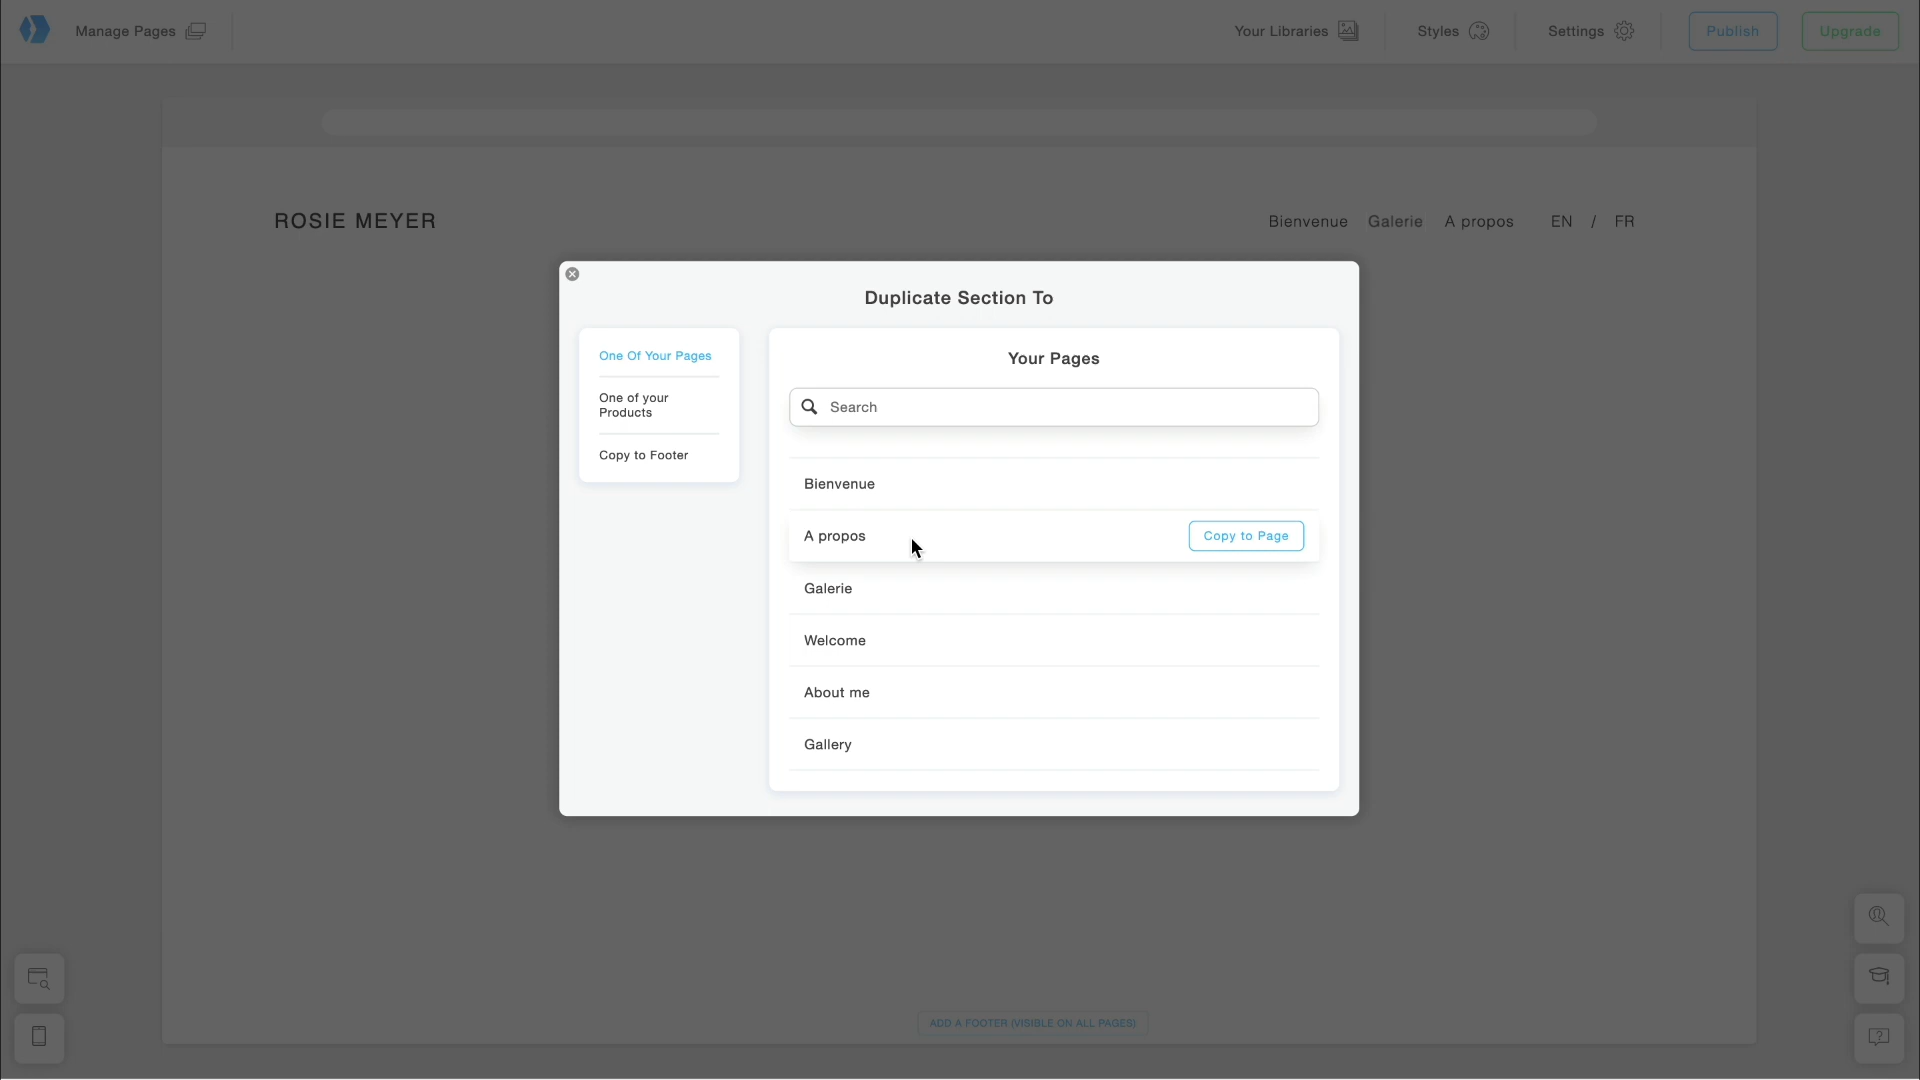 Manage Pages
Your Libraries
Styles
Settings
Publish
Upgrade
ROSIE MEYER
Bienvenue Galerie A propos EN / FR
Duplicate Section To
One Of Your Pages
One of your
Products
Copy to Footer
Your Pages
Search
Bienvenue
A propos
Copy to Page
Galerie
Welcome
About me
Gallery
ADD A FOOTER (VISIBLE ON ALL PAGES)